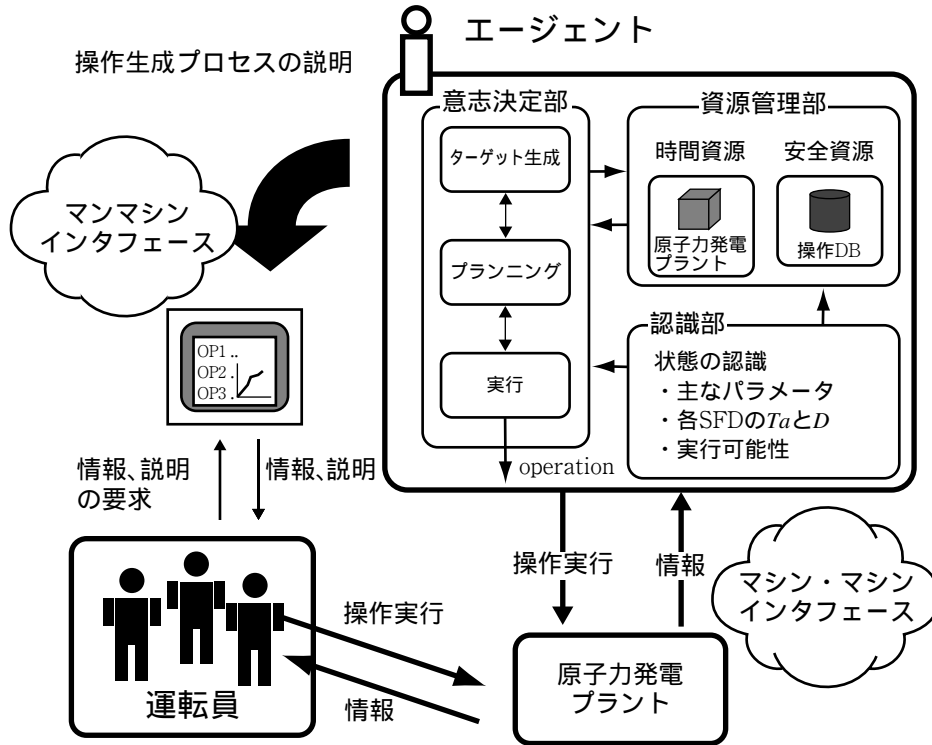 エージェント
操作生成プロセスの説明
意志決定部
資源管理部
ターゲット生成
時間資源
安全資源
マンマシン
インタフェース
原子力発電
プラント
操作DB
プランニング
認識部
状態の認識
・主なパラメータ
・各SFDのTaとD
・実行可能性
実行
OP1 ..
OP2 .
OP3 .
operation
情報、説明
の要求
情報、説明
操作実行
情報
マシン・マシン
インタフェース
操作実行
情報
運転員
原子力発電
プラント